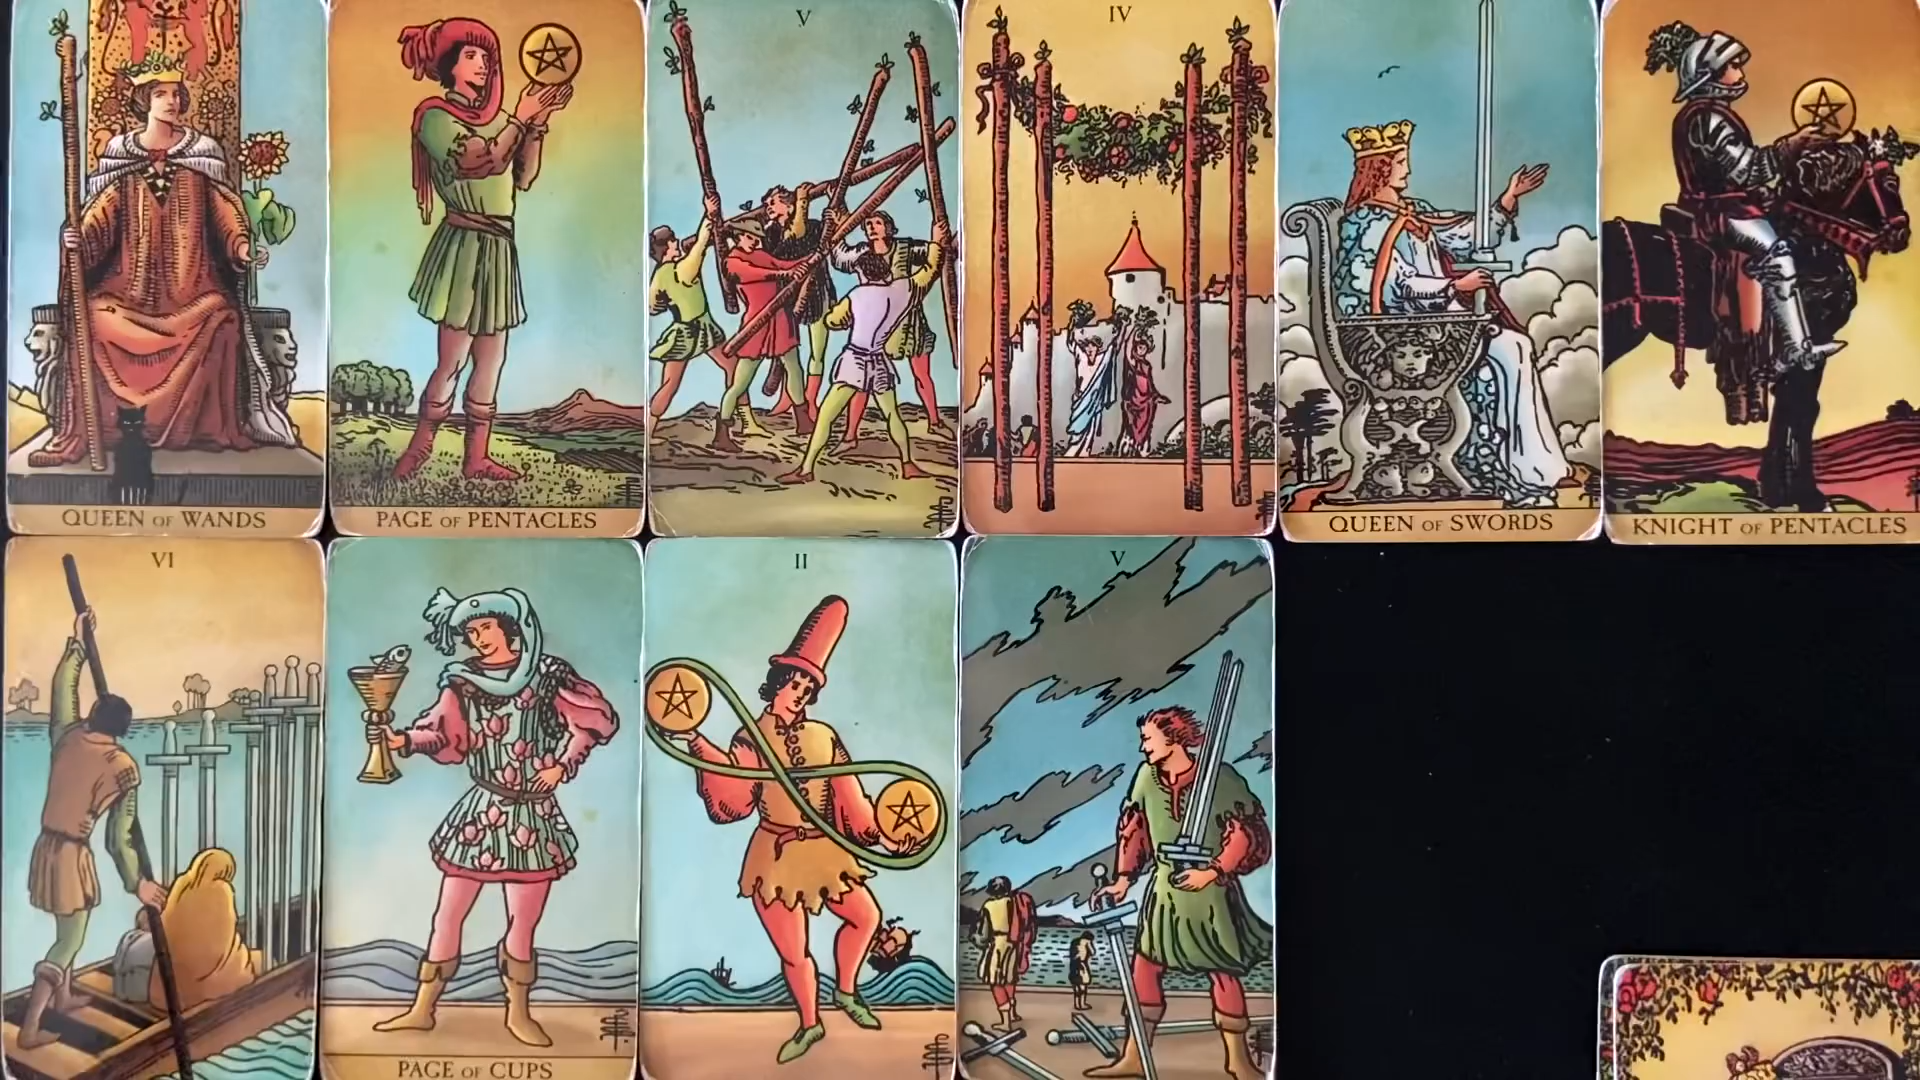 V
IV
QUEEN OF WANDS
PAGE OF PENTACLES
QUEEN OF SWORDS
KNIGHT OF PENTACLES
VI
II
V
PAGE OF CUPS